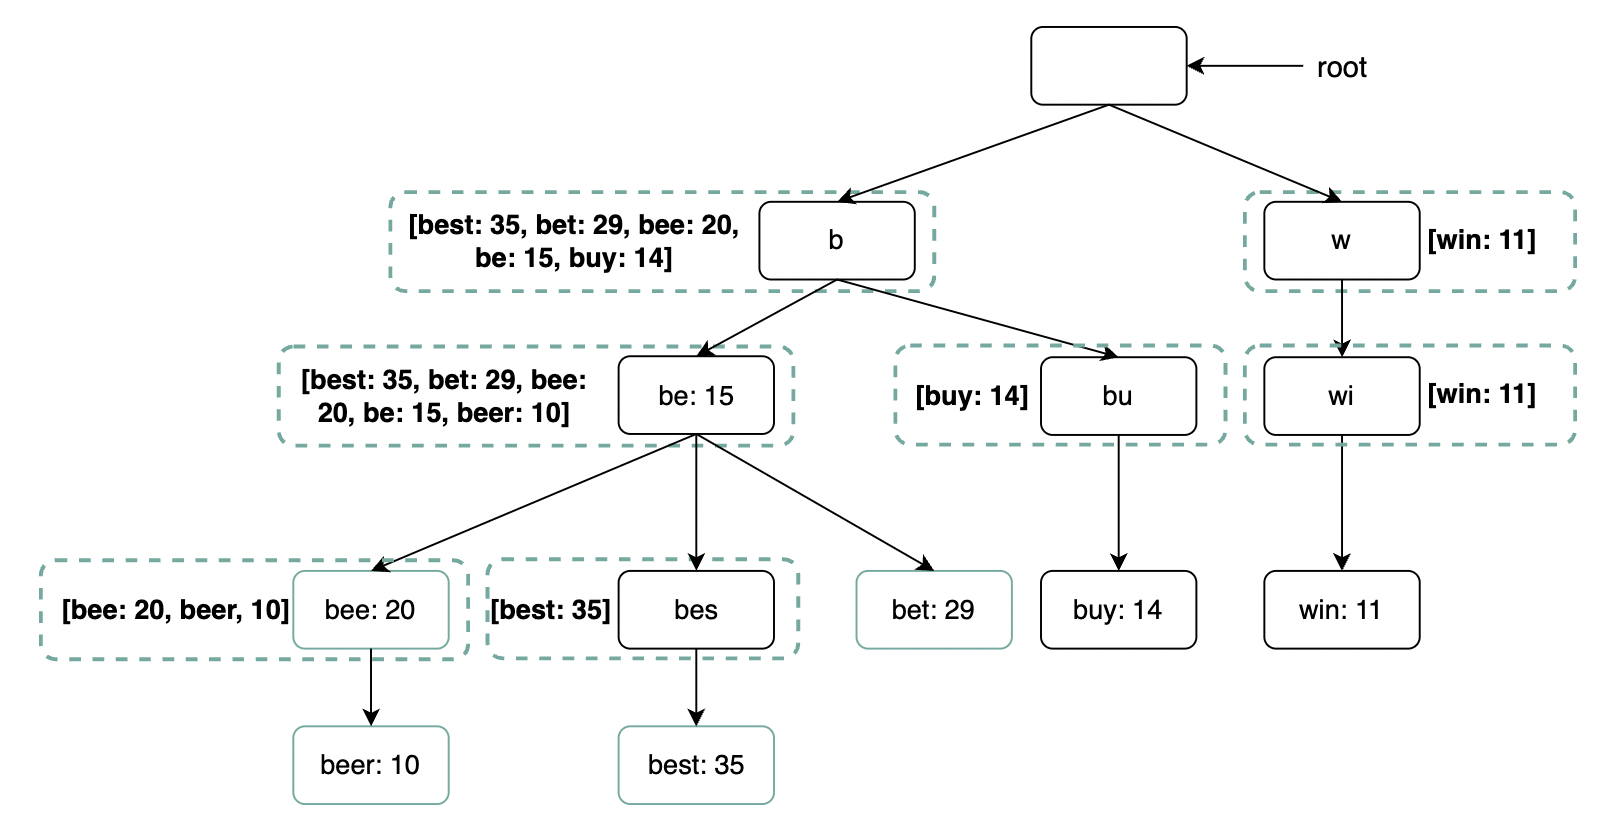 root
[best: 35, bet: 29, bee: 20,
be: 15, buy: 14]
b
w
[win: 11]
[best: 35, bet: 29, bee:
20, be: 15, beer: 10]
be: 15
[buy: 14]
bu
wi
[win: 11]
[bee: 20, beer, 10]
bee: 20
[best: 35]
bes
bet: 29
buy: 14
win: 11
beer: 10
best: 35